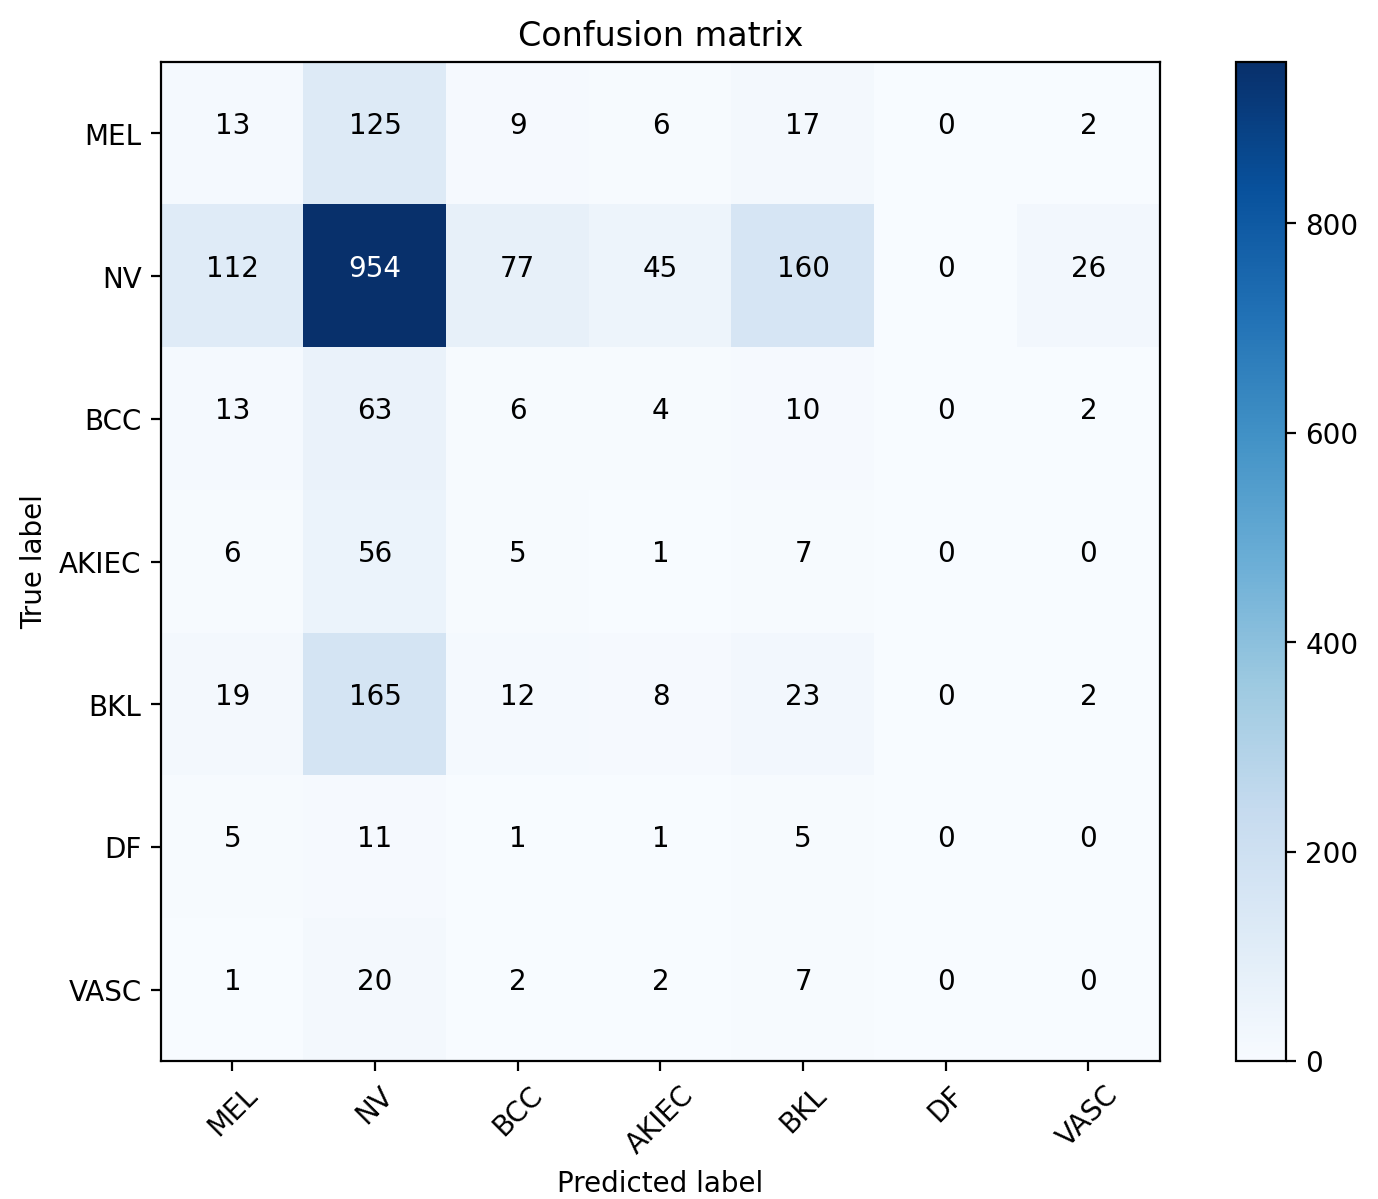 Confusion matrix
MEL 13 125 9 6 17 0 2
NV 112 954 77 45 160 0 26
BCC 13 63 6 4 10 0 2
AKIEC 6 56 5 1 7 0 0
BKL 19 165 12 8 23 0 2
DF 5 11 1 1 5 0 0
VASC 1 20 2 2 7 0 0
MEL NV BCC AKIEC BKL DF VASC
Predicted label
True label
800
600
400
200
0